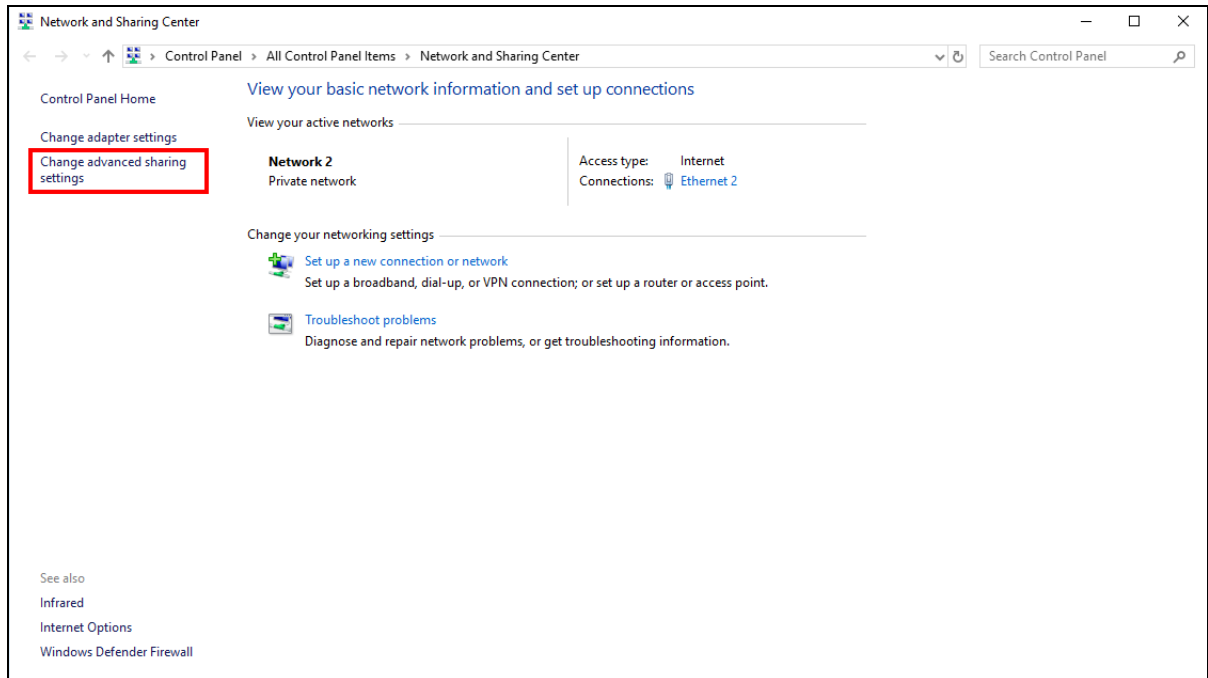 Network and Sharing Center
Control Panel > All Control Panel Items > Network and Sharing Center
Search Control Panel
Control Panel Home
Change adapter settings
Change advanced sharing
settings
View your basic network information and set up connections
View your active networks
Network 2
Private network
Access type: Internet
Connections: Ethernet 2
Change your networking settings
Set up a new connection or network
Set up a broadband, dial-up, or VPN connection; or set up a router or access point.
Troubleshoot problems
Diagnose and repair network problems, or get troubleshooting information.
See also
Infrared
Internet Options
Windows Defender Firewall